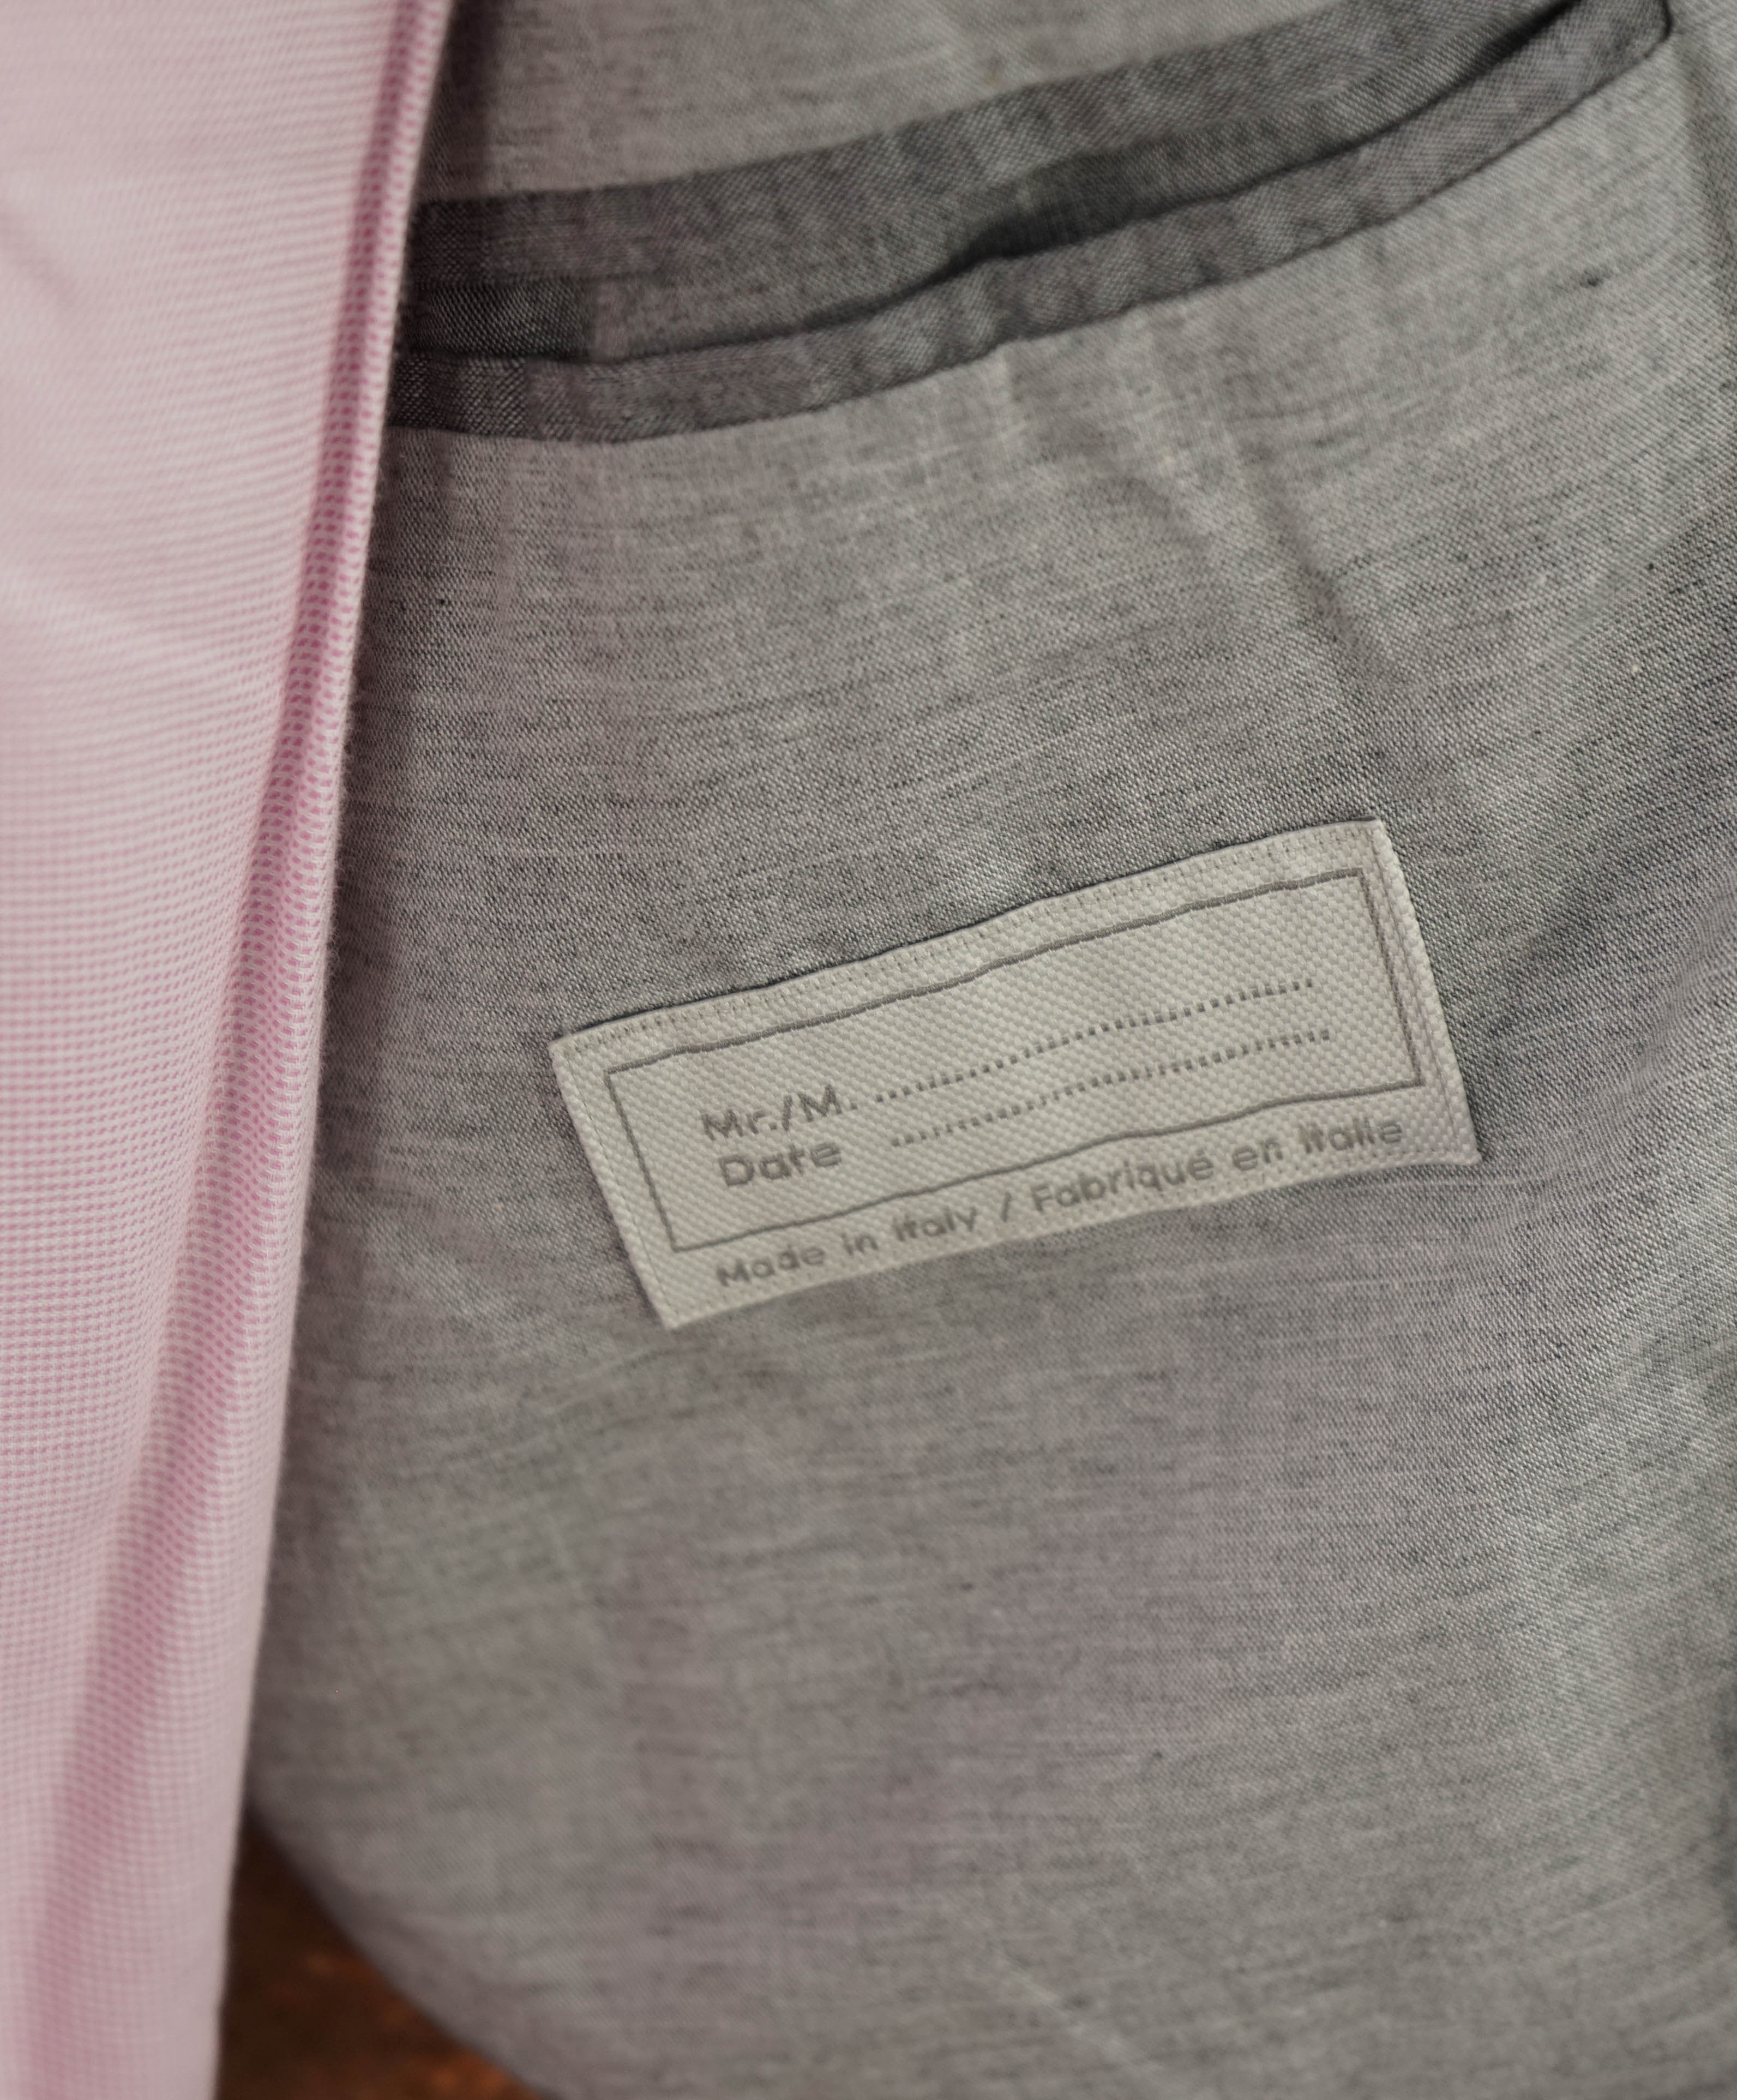 Mr./M. ........................................
Date ........................................
Made in Italy / Fabriqué en Italie